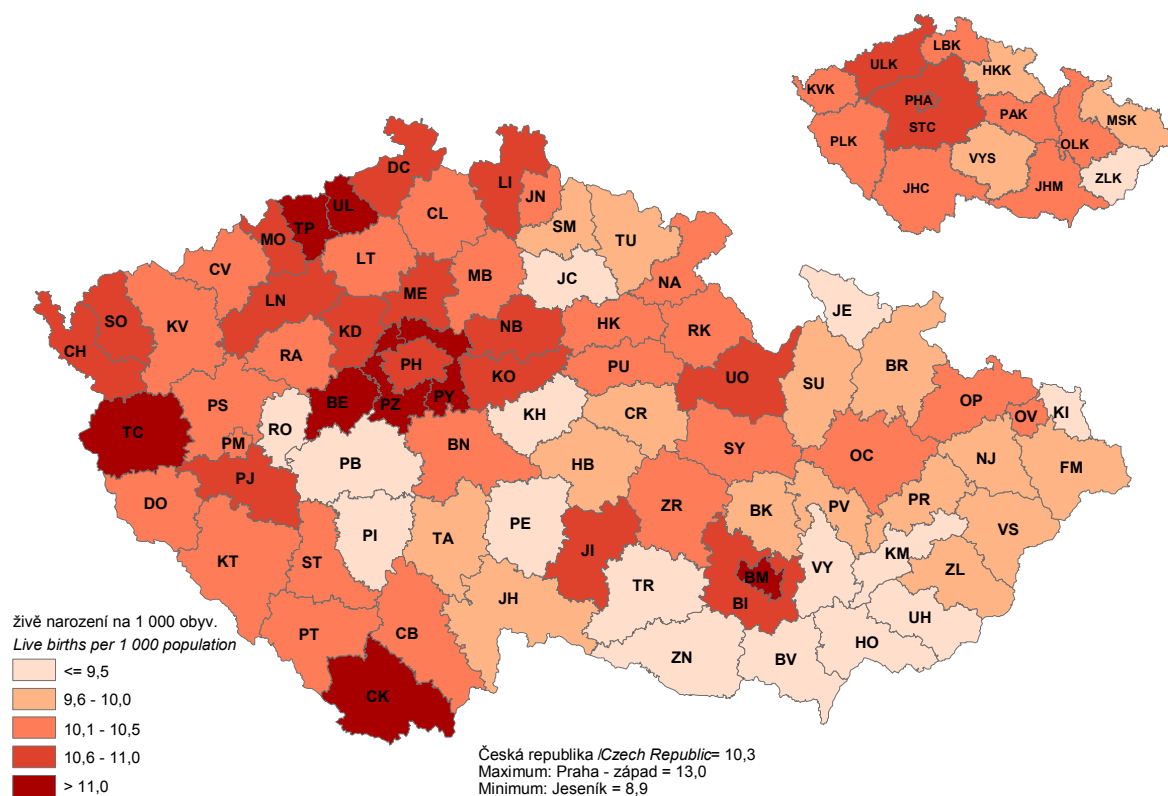 LBK
ULK
HKK
KVK
PHA
PAK
MSK
STC
PLK
OLK
VYS
ZLK
JHC
JHM
DC
LI
JN
UL
TP
CL
SM
TU
MO
LT
CV
MB
JC
NA
LN
ME
SO
KV
KD
NB
HK
RK
JE
CH
RA
PH
KO
PU
UO
SU
BR
BE
PZ
PY
KH
CR
OP
OV
KI
PS
RO
TC
PM
BN
SY
OC
PB
HB
NJ
FM
PJ
DO
PE
ZR
BK
PV
PR
VS
PI
TA
JI
KM
KT
ST
TR
BM
VY
ZL
BI
JH
UH
PT
CB
HO
ZN
BV
CK
živě narození na 1 000 obyv.
Live births per 1 000 population
<= 9,5
9,6 - 10,0
10,1 - 10,5
10,6 - 11,0
> 11,0
Česká republika /Czech Republic= 10,3
Maximum: Praha - západ = 13,0
Minimum: Jeseník = 8,9